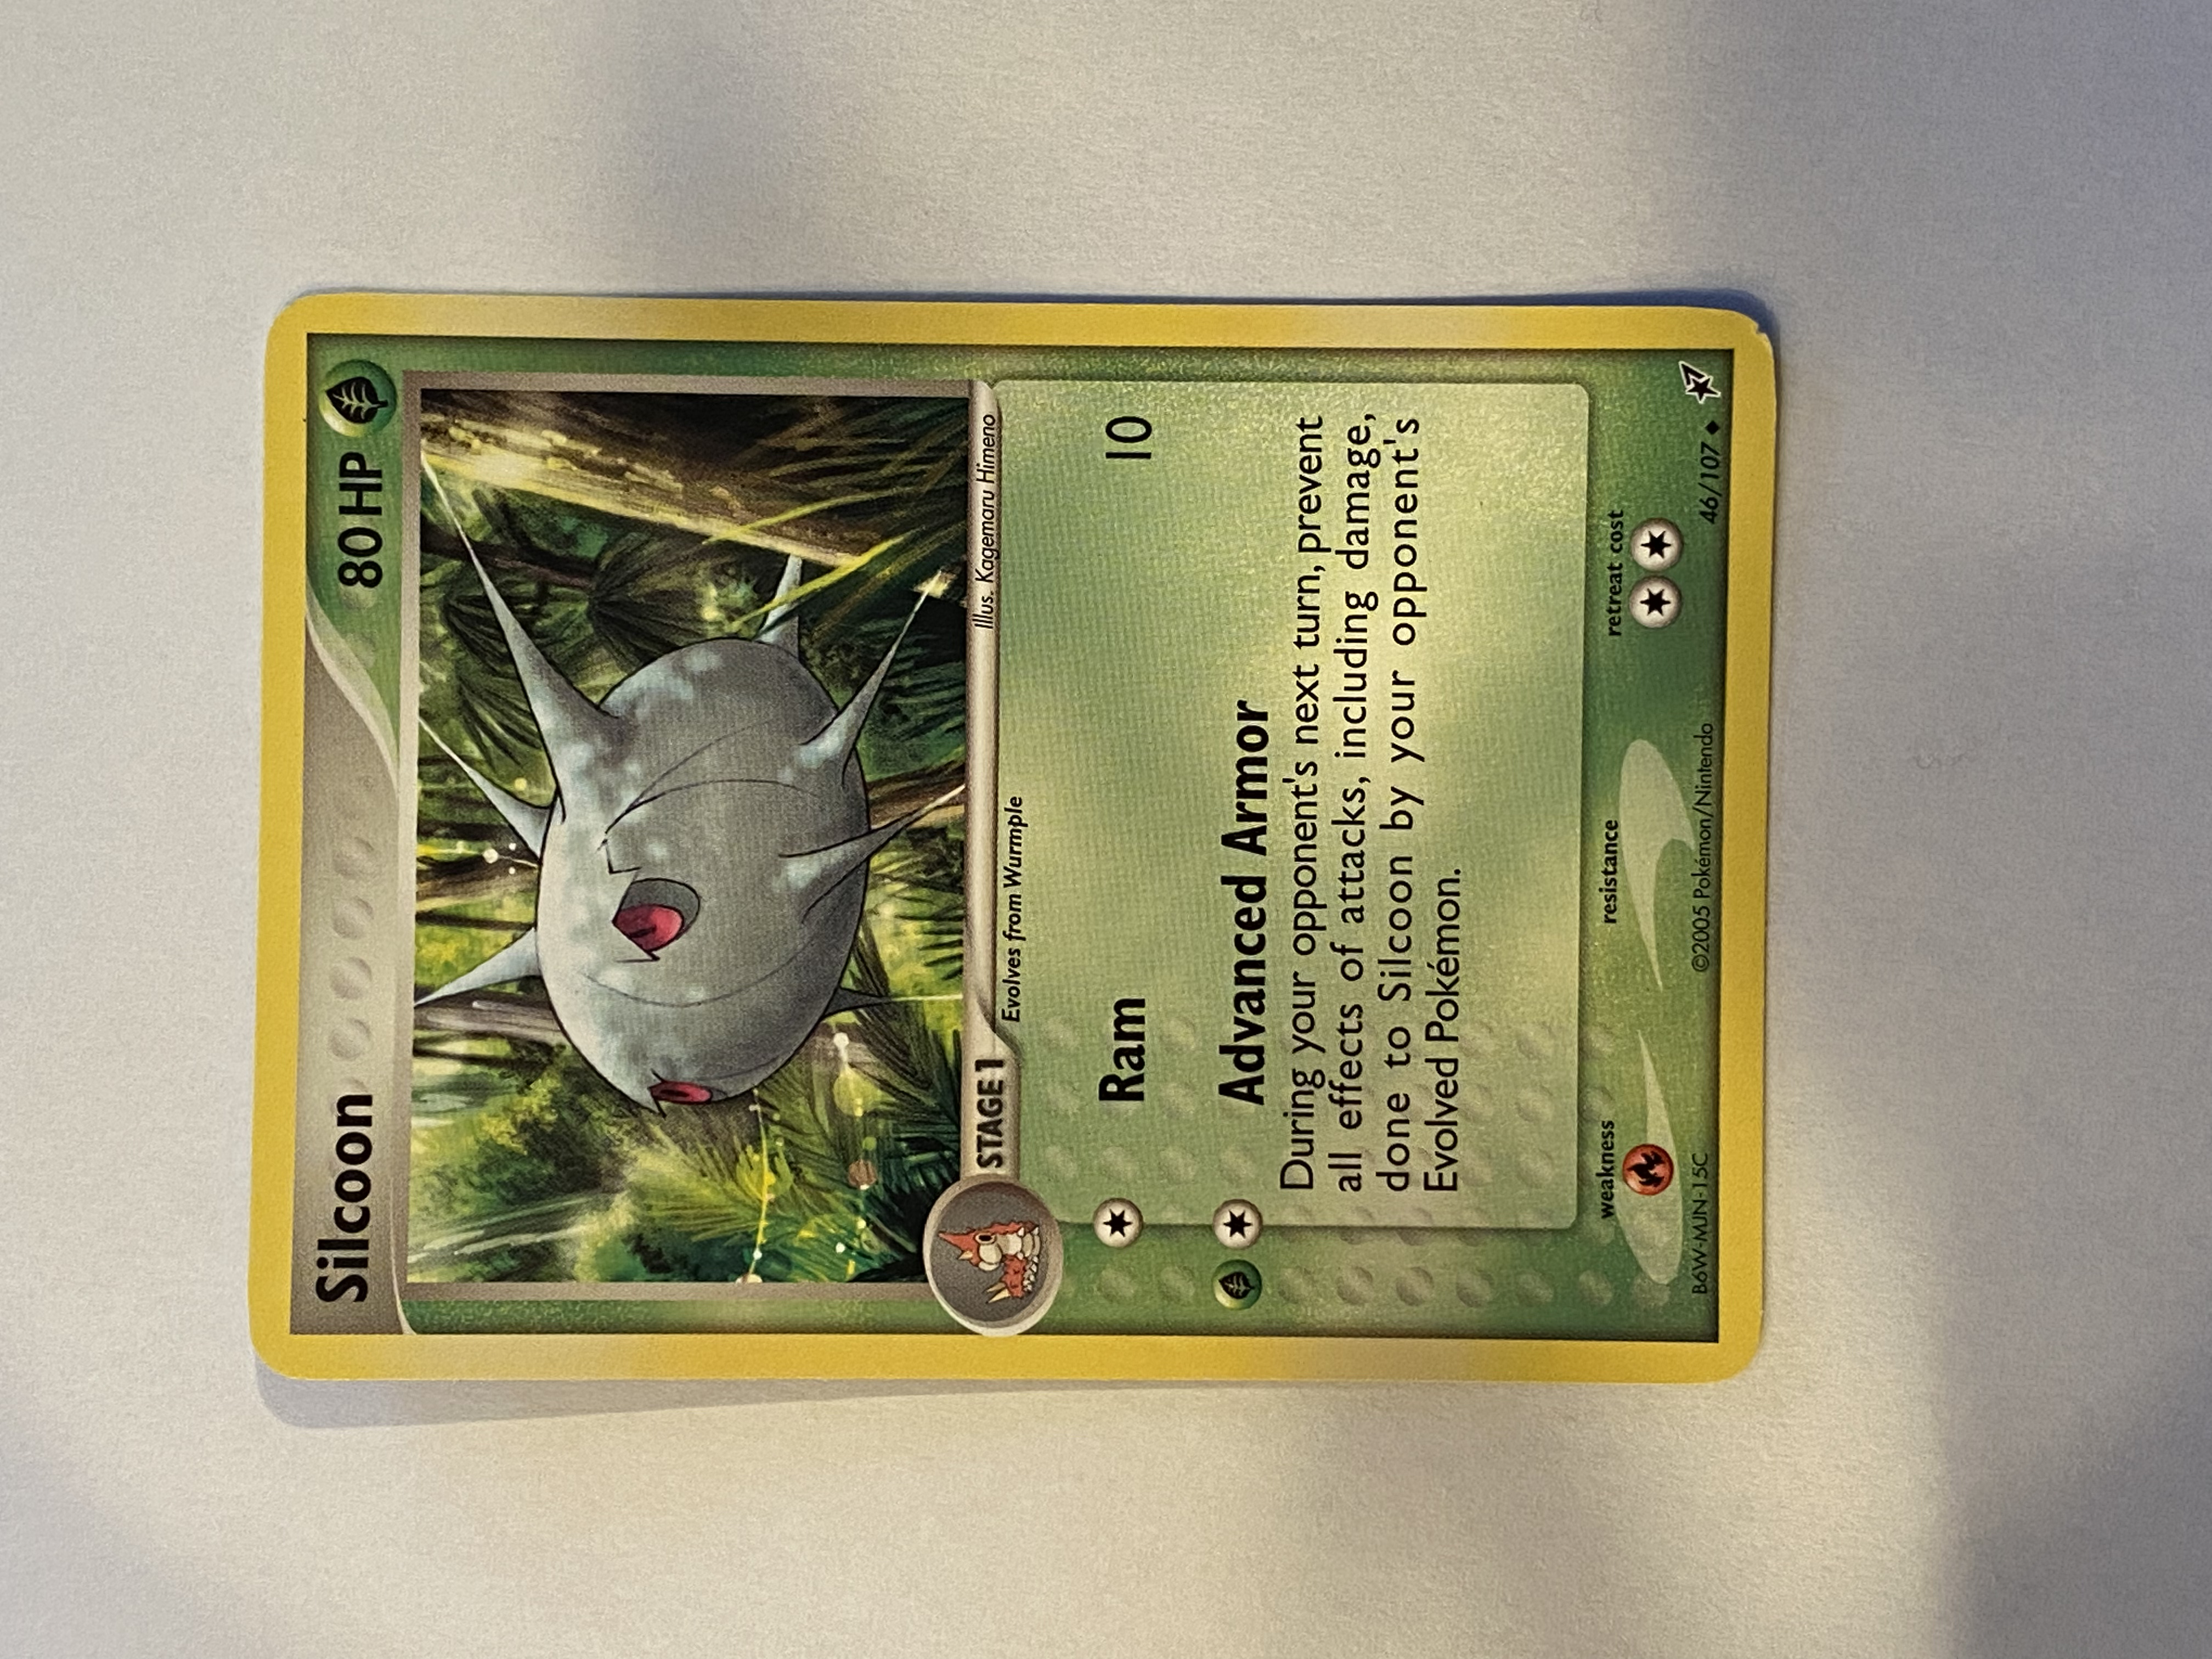 Silcoon 80 HP
STAGE 1
Illus. Kagemaru Himeno
Evolves from Wurmple
Ram 10
Advanced Armor
During your opponent's next turn, prevent
all effects of attacks, including damage,
done to Silcoon by your opponent's
Evolved Pokémon.
weakness resistance retreat cost
B6W-MJN-15C ©2005 Pokémon/Nintendo 46/107